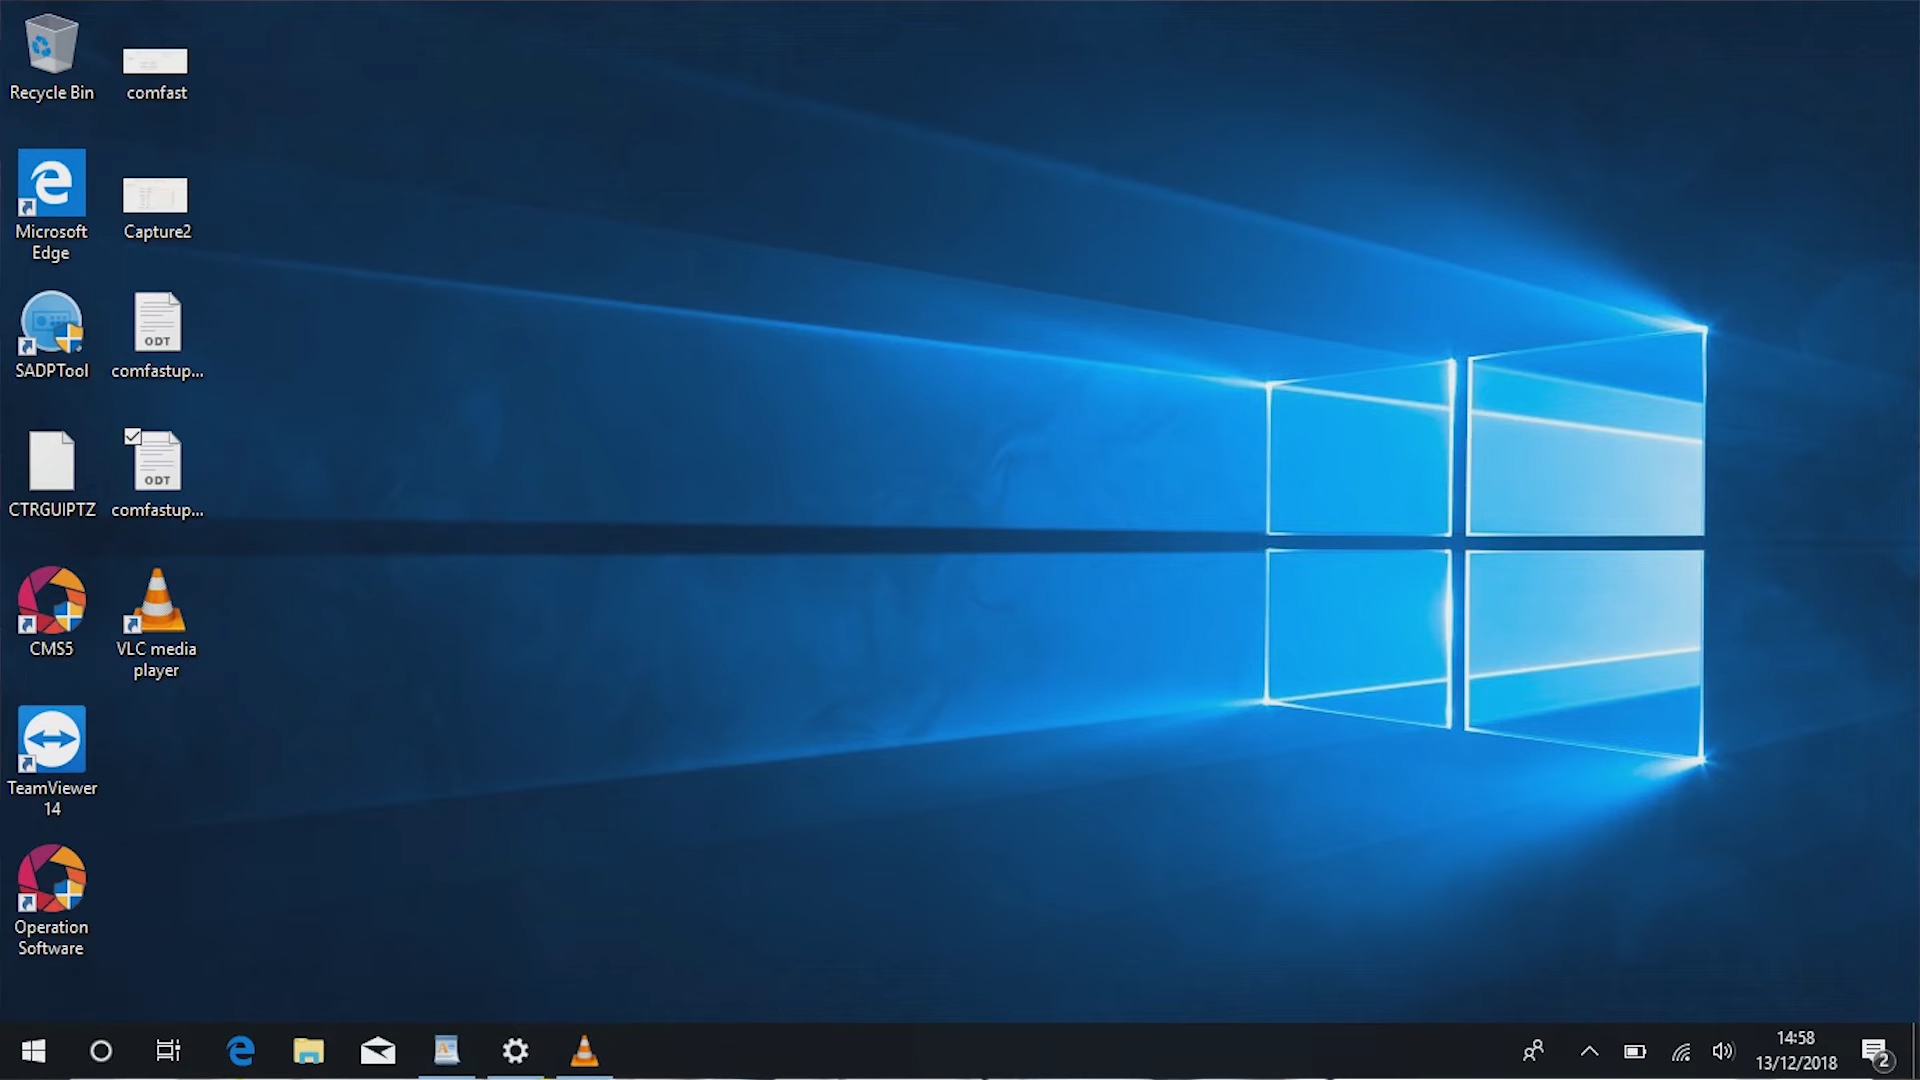 Recycle Bin
comfast
Microsoft
Edge
Capture2
SADPTool
ODT
comfastup...
CTRGUIPTZ
ODT
comfastup...
CMS5
VLC media
player
TeamViewer
14
Operation
Software
14:58
13/12/2018
2